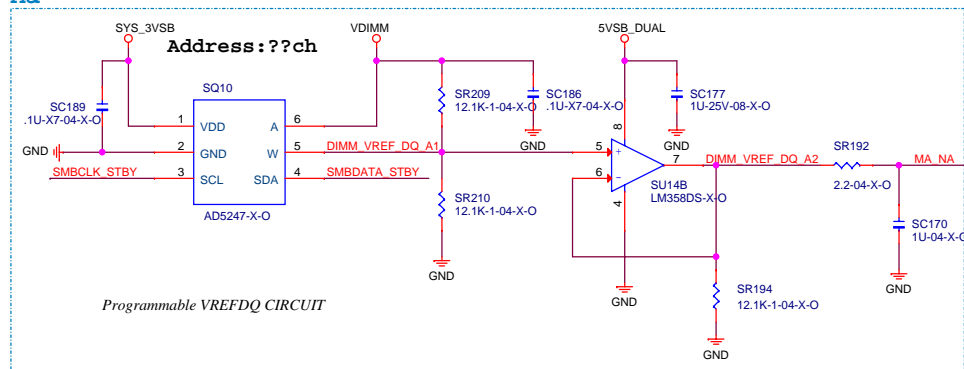 SYS_3VSB
Address:??ch
VDIMM
5VSB_DUAL
SC189
.1U-X7-04-X-O
SQ10
SR209
12.1K-1-04-X-O
SC186
.1U-X7-04-X-O
SC177
1U-25V-08-X-O
1 VDD A 6
2 GND W 5
3 SCL SDA 4
GND
SMBCLK_STBY
DIMM_VREF_DQ_A1
SMBDATA_STBY
AD5247-X-O
GND
GND
8
5 +
6 −
7
4
DIMM_VREF_DQ_A2
SU14B
LM358DS-X-O
SR192
2.2-04-X-O
MA_NA
SR210
12.1K-1-04-X-O
SC170
1U-04-X-O
GND
GND
GND
SR194
12.1K-1-04-X-O
GND
Programmable VREFDQ CIRCUIT